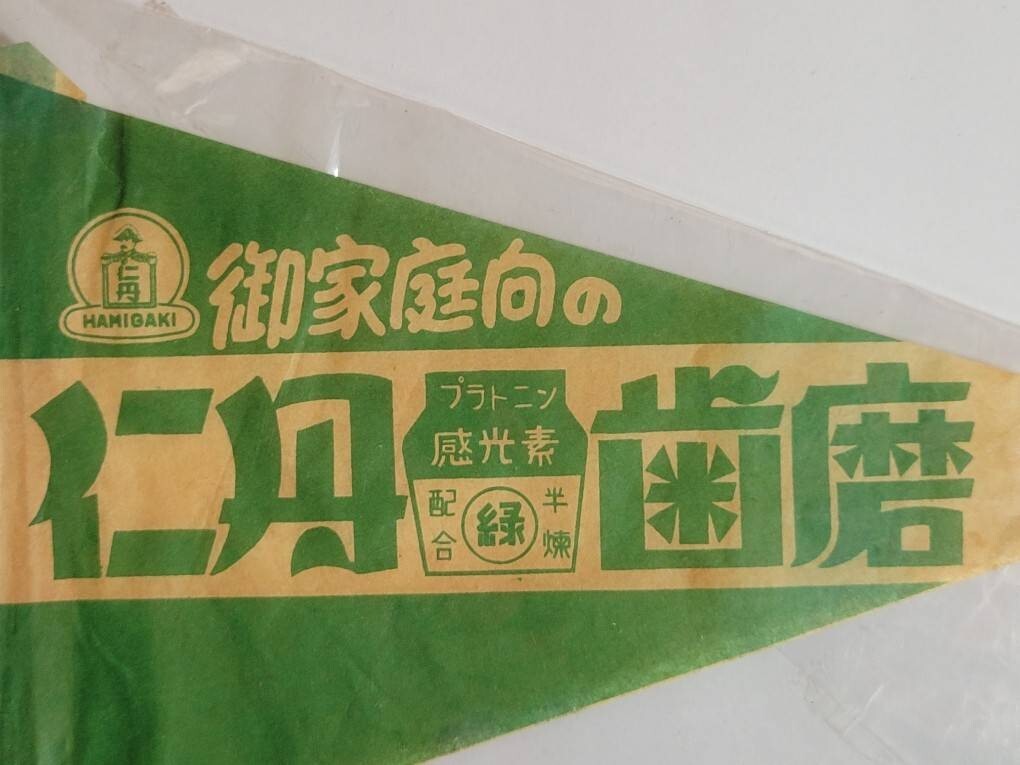 仁丹
HAMIGAKI
御家庭向の
仁丹歯磨
プラトニン
感光素
配合
緑
半煉